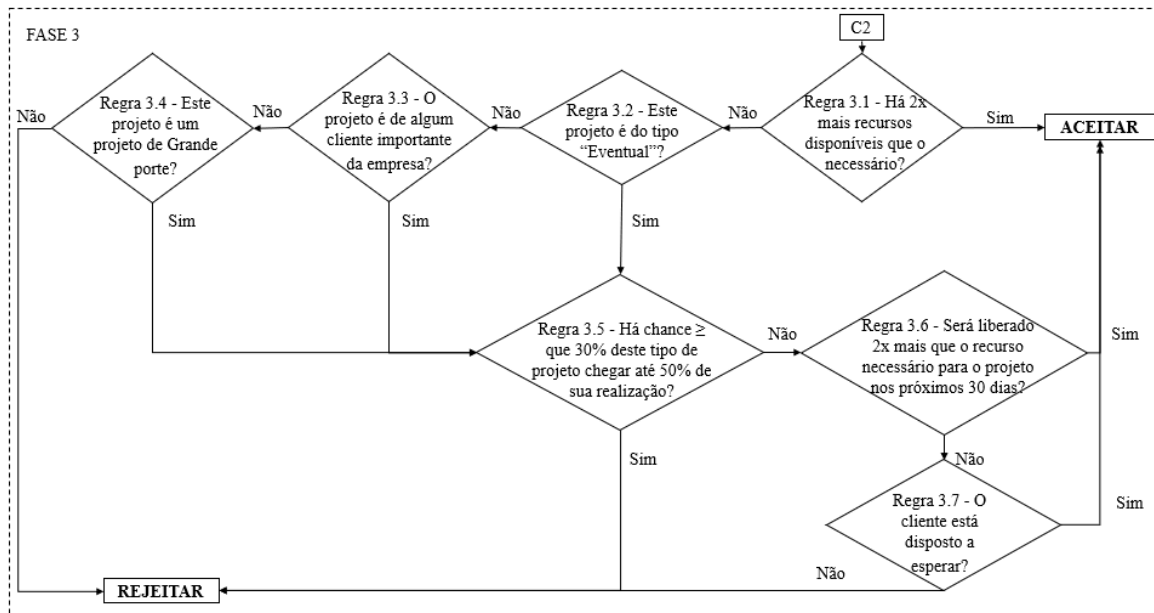 FASE 3
C2
Regra 3.4 - Este
projeto é um
projeto de Grande
porte?
Não
Sim
Regra 3.3 - O
projeto é de algum
cliente importante
da empresa?
Não
Sim
Regra 3.2 - Este
projeto é do tipo
“Eventual”?
Não
Sim
Regra 3.1 - Há 2x
mais recursos
disponíveis que o
necessário?
Não
Sim
ACEITAR
Regra 3.5 - Há chance ≥
que 30% deste tipo de
projeto chegar até 50% de
sua realização?
Não
Sim
Regra 3.6 - Será liberado
2x mais que o recurso
necessário para o projeto
nos próximos 30 dias?
Sim
Não
Regra 3.7 - O
cliente está
disposto a
esperar?
Sim
Não
REJEITAR